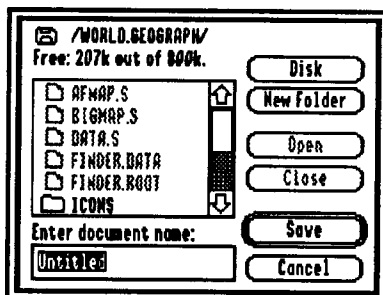 /WORLD.GEOGRAPH/
Free: 207k out of 800k.
AFMAP.S
BIGMAP.S
DATA.S
FINDER.DATA
FINDER.ROOT
ICONS
Disk
New Folder
Open
Close
Enter document name:
Untitled
Save
Cancel